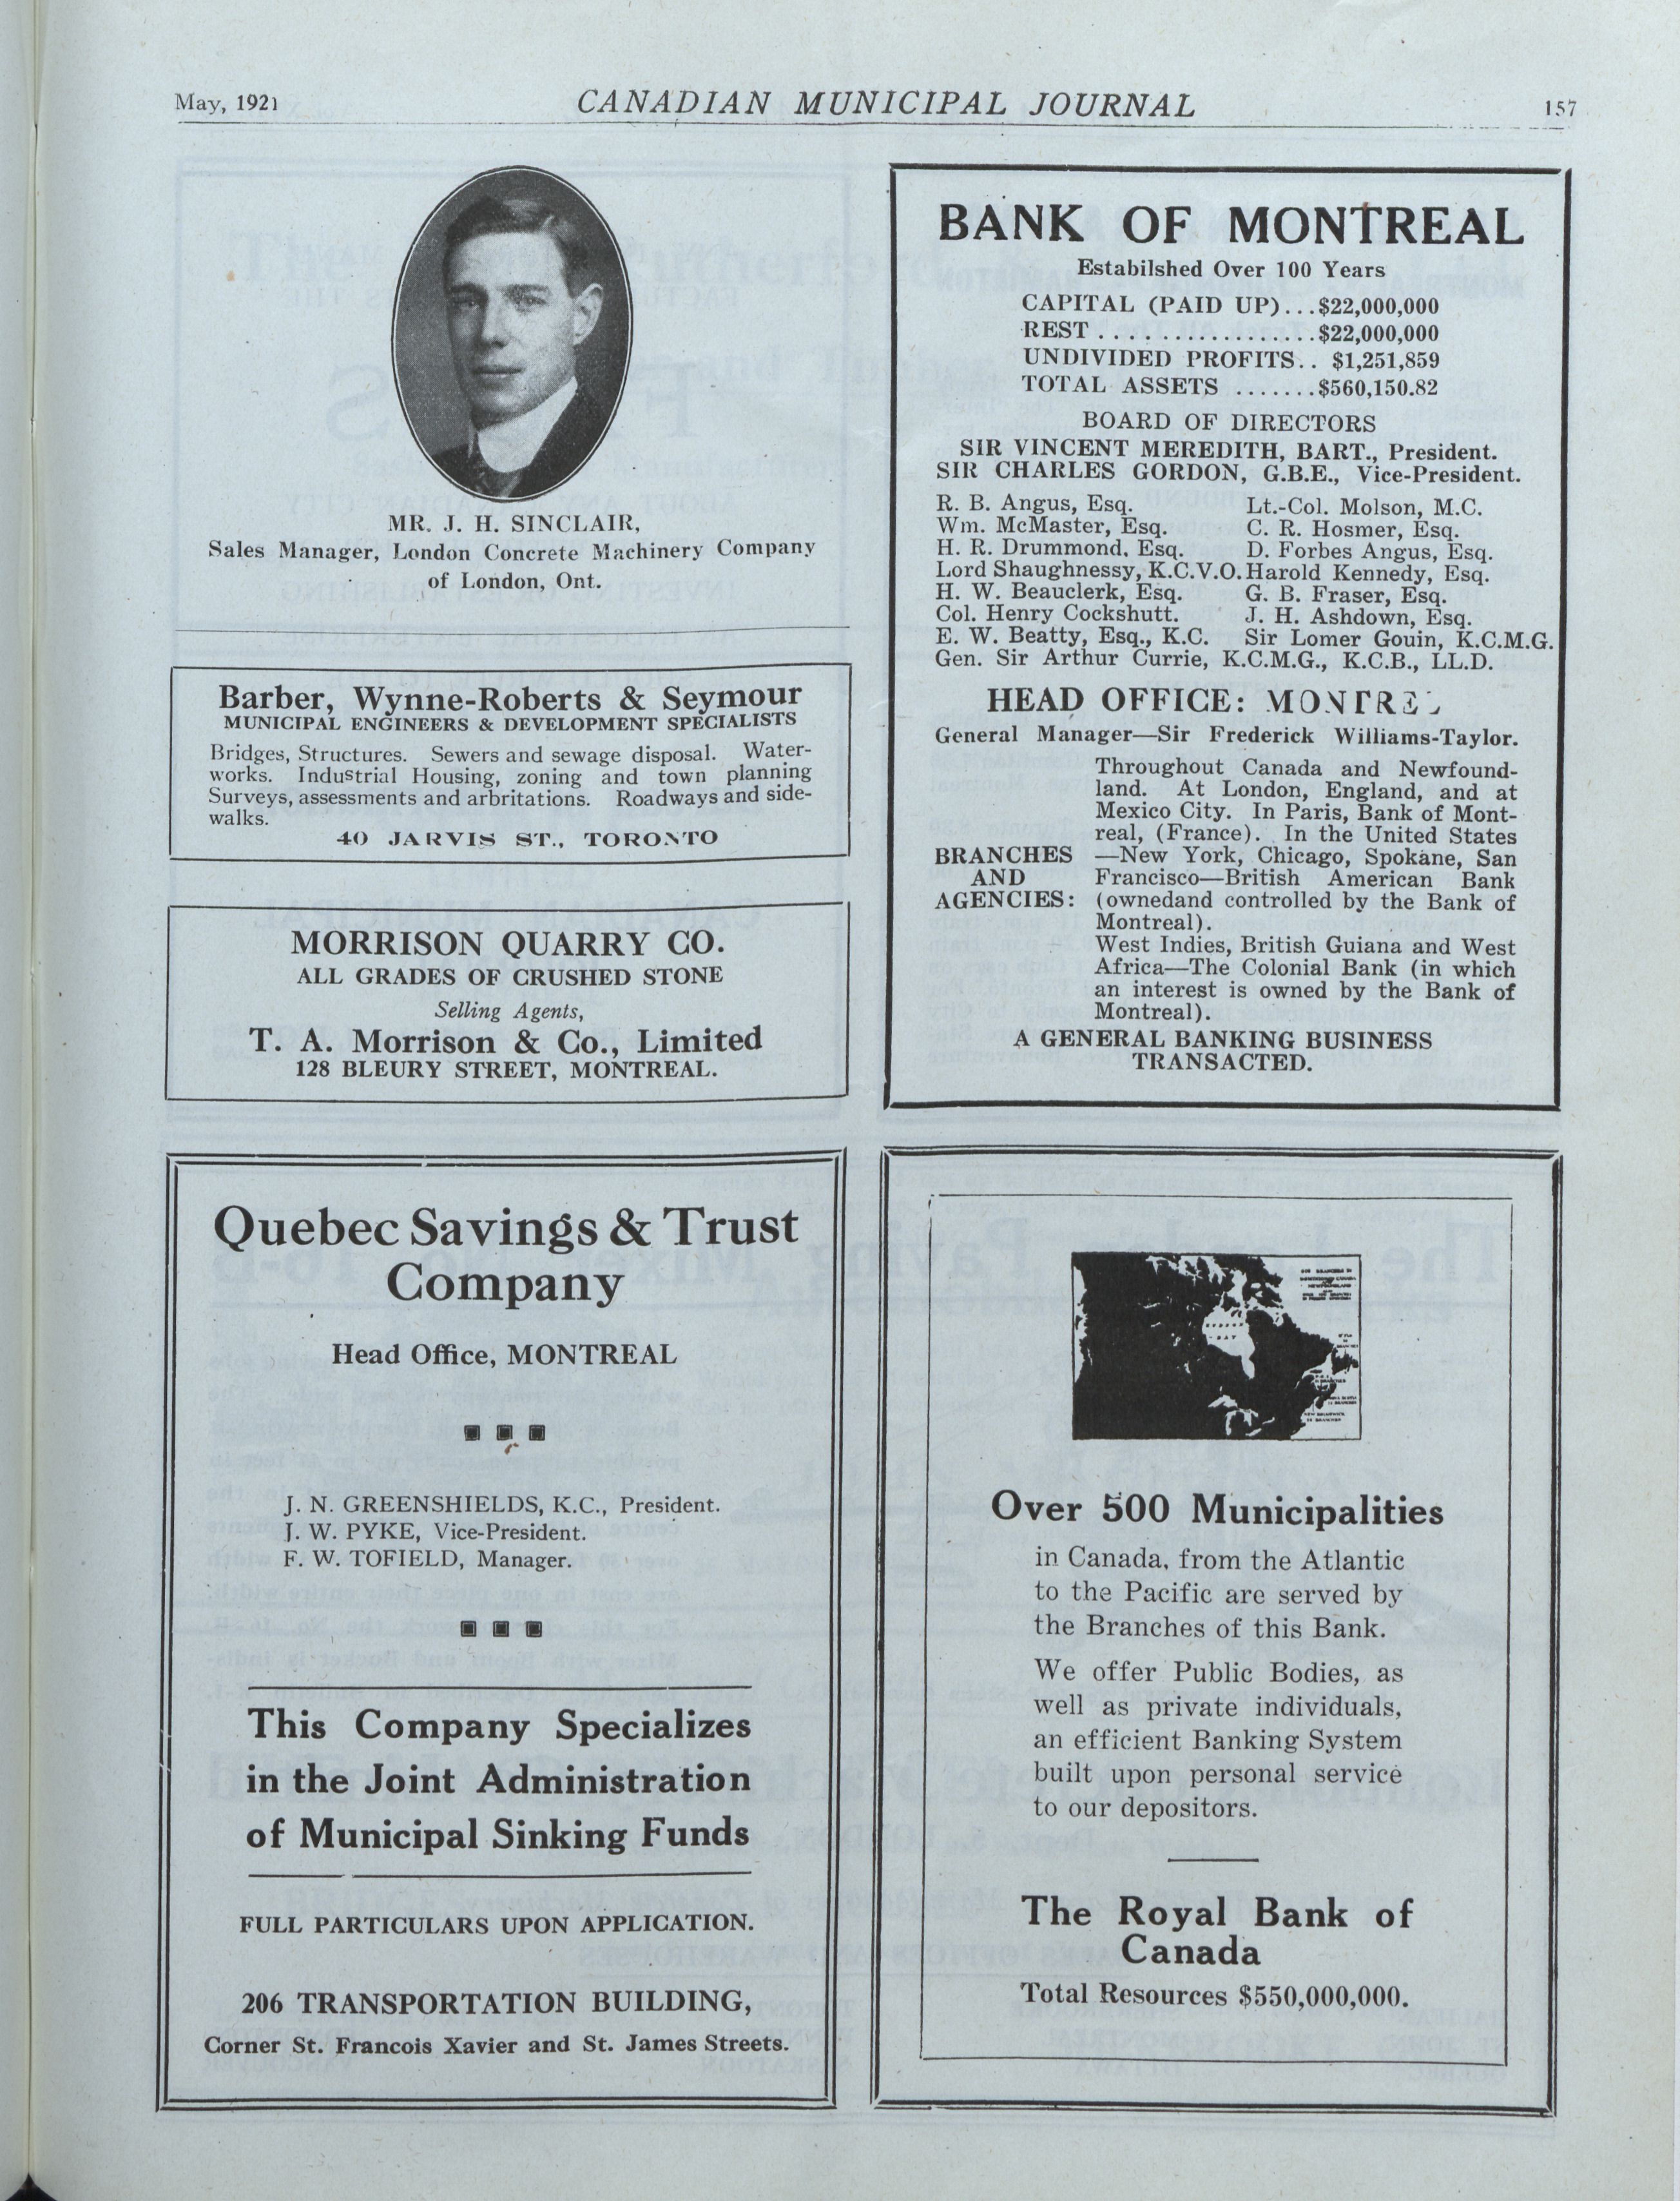 May, 1921
CANADIAN MUNICIPAL JOURNAL
157
MR. J. H. SINCLAIR,
Sales Manager, London Concrete Machinery Company
of London, Ont.
Barber, Wynne-Roberts & Seymour
MUNICIPAL ENGINEERS & DEVELOPMENT SPECIALISTS
Bridges, Structures. Sewers and sewage disposal. Water-
works. Industrial Housing, zoning and town planning
Surveys, assessments and arbritations. Roadways and side-
walks.
40 JARVIS ST., TORONTO
MORRISON QUARRY CO.
ALL GRADES OF CRUSHED STONE
Selling Agents,
T. A. Morrison & Co., Limited
128 BLEURY STREET, MONTREAL.
BANK OF MONTREAL
Estabilshed Over 100 Years
CAPITAL (PAID UP)...$22,000,000
REST.................$22,000,000
UNDIVIDED PROFITS.. $1,251,859
TOTAL ASSETS .......$560,150.82
BOARD OF DIRECTORS
SIR VINCENT MEREDITH, BART., President.
SIR CHARLES GORDON, G.B.E., Vice-President.
R. B. Angus, Esq. Lt.-Col. Molson, M.C.
Wm. McMaster, Esq. C. R. Hosmer, Esq.
H. R. Drummond, Esq. D. Forbes Angus, Esq.
Lord Shaughnessy, K.C.V.O. Harold Kennedy, Esq.
H. W. Beauclerk, Esq. G. B. Fraser, Esq.
Col. Henry Cockshutt. J. H. Ashdown, Esq.
E. W. Beatty, Esq., K.C. Sir Lomer Gouin, K.C.M.G.
Gen. Sir Arthur Currie, K.C.M.G., K.C.B., LL.D.
HEAD OFFICE: MONTRE
General Manager—Sir Frederick Williams-Taylor.
Throughout Canada and Newfound-
land. At London, England, and at
Mexico City. In Paris, Bank of Mont-
real, (France). In the United States
BRANCHES —New York, Chicago, Spokane, San
AND Francisco—British American Bank
AGENCIES: (ownedand controlled by the Bank of
Montreal).
West Indies, British Guiana and West
Africa—The Colonial Bank (in which
an interest is owned by the Bank of
Montreal).
A GENERAL BANKING BUSINESS
TRANSACTED.
Quebec Savings & Trust
Company
Head Office, MONTREAL
J. N. GREENSHIELDS, K.C., President.
J. W. PYKE, Vice-President.
F. W. TOFIELD, Manager.
This Company Specializes
in the Joint Administration
of Municipal Sinking Funds
FULL PARTICULARS UPON APPLICATION.
206 TRANSPORTATION BUILDING,
Corner St. Francois Xavier and St. James Streets.
Over 500 Municipalities
in Canada, from the Atlantic
to the Pacific are served by
the Branches of this Bank.
We offer Public Bodies, as
well as private individuals,
an efficient Banking System
built upon personal service
to our depositors.
The Royal Bank of
Canada
Total Resources $550,000,000.